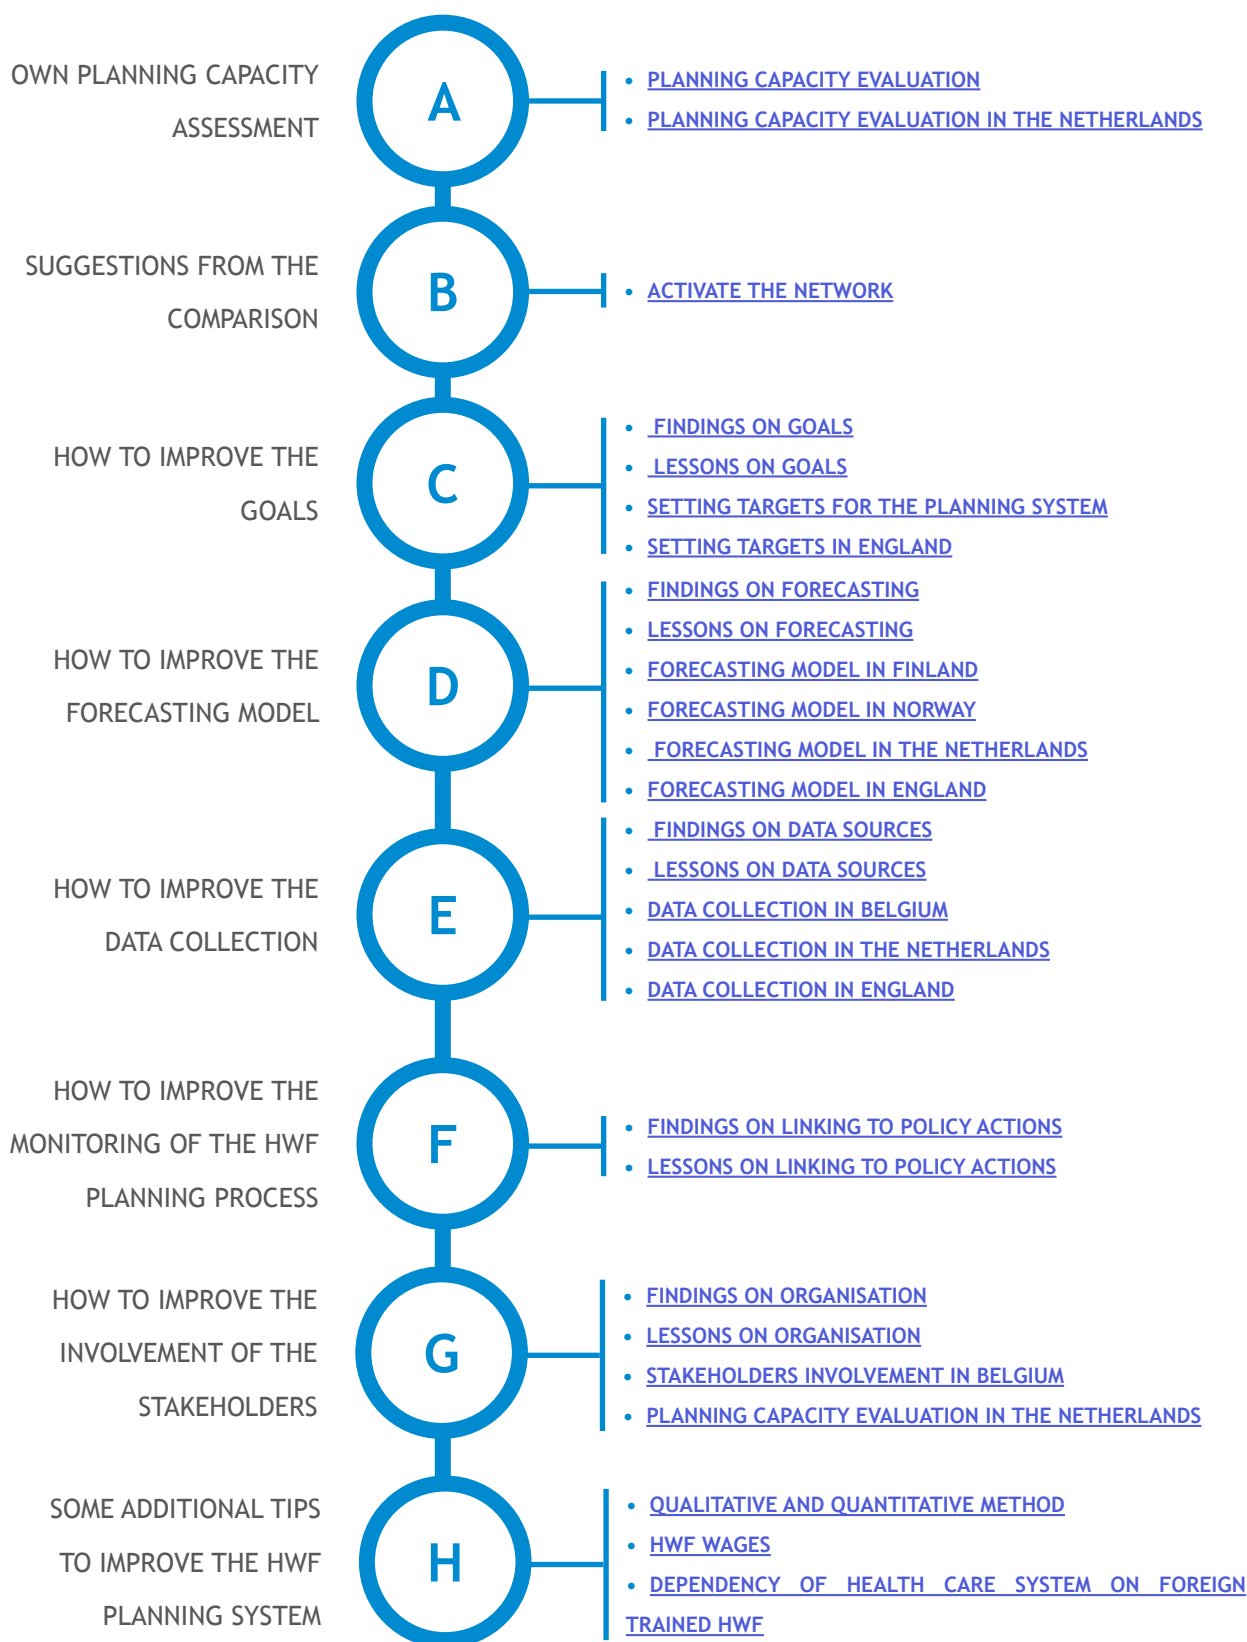 OWN PLANNING CAPACITY
ASSESSMENT
A
• PLANNING CAPACITY EVALUATION
• PLANNING CAPACITY EVALUATION IN THE NETHERLANDS
SUGGESTIONS FROM THE
COMPARISON
B
• ACTIVATE THE NETWORK
HOW TO IMPROVE THE
GOALS
C
• FINDINGS ON GOALS
• LESSONS ON GOALS
• SETTING TARGETS FOR THE PLANNING SYSTEM
• SETTING TARGETS IN ENGLAND
HOW TO IMPROVE THE
FORECASTING MODEL
D
• FINDINGS ON FORECASTING
• LESSONS ON FORECASTING
• FORECASTING MODEL IN FINLAND
• FORECASTING MODEL IN NORWAY
• FORECASTING MODEL IN THE NETHERLANDS
• FORECASTING MODEL IN ENGLAND
HOW TO IMPROVE THE
DATA COLLECTION
E
• FINDINGS ON DATA SOURCES
• LESSONS ON DATA SOURCES
• DATA COLLECTION IN BELGIUM
• DATA COLLECTION IN THE NETHERLANDS
• DATA COLLECTION IN ENGLAND
HOW TO IMPROVE THE
MONITORING OF THE HWF
PLANNING PROCESS
F
• FINDINGS ON LINKING TO POLICY ACTIONS
• LESSONS ON LINKING TO POLICY ACTIONS
HOW TO IMPROVE THE
INVOLVEMENT OF THE
STAKEHOLDERS
G
• FINDINGS ON ORGANISATION
• LESSONS ON ORGANISATION
• STAKEHOLDERS INVOLVEMENT IN BELGIUM
• PLANNING CAPACITY EVALUATION IN THE NETHERLANDS
SOME ADDITIONAL TIPS
TO IMPROVE THE HWF
PLANNING SYSTEM
H
• QUALITATIVE AND QUANTITATIVE METHOD
• HWF WAGES
• DEPENDENCY OF HEALTH CARE SYSTEM ON FOREIGN
TRAINED HWF